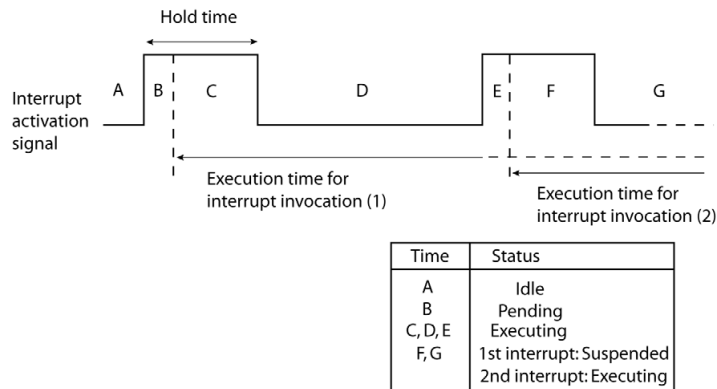 Hold time
A B C D E F G
Interrupt
activation
signal
Execution time for
interrupt invocation (1)
Execution time for
interrupt invocation (2)
Time Status
A Idle
B Pending
C, D, E Executing
F, G 1st interrupt: Suspended
2nd interrupt: Executing